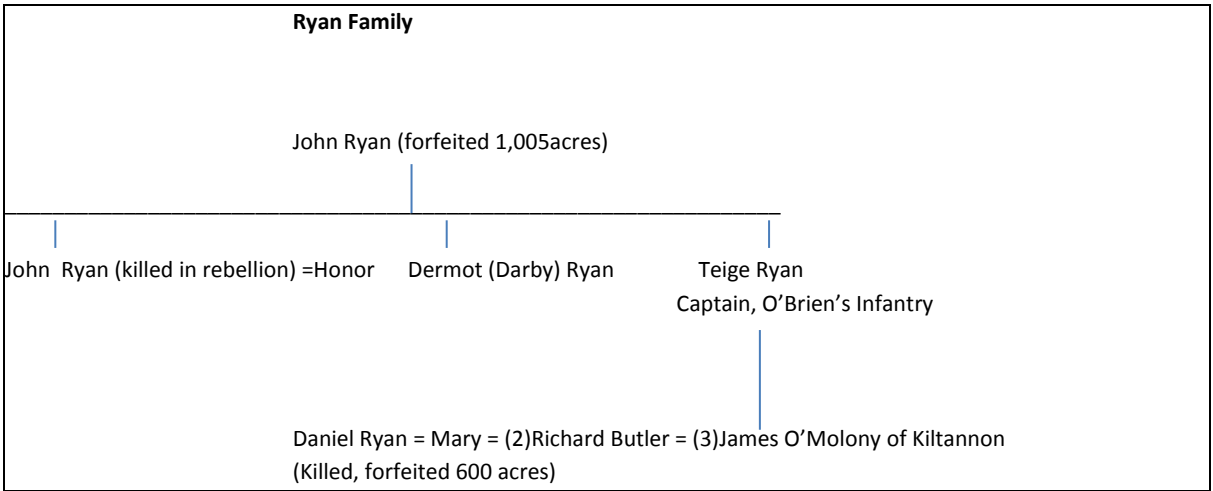 Ryan Family
John Ryan (forfeited 1,005acres)
John Ryan (killed in rebellion) =Honor Dermot (Darby) Ryan Teige Ryan
Captain, O’Brien’s Infantry
Daniel Ryan = Mary = (2)Richard Butler = (3)James O’Molony of Kiltannon
(Killed, forfeited 600 acres)